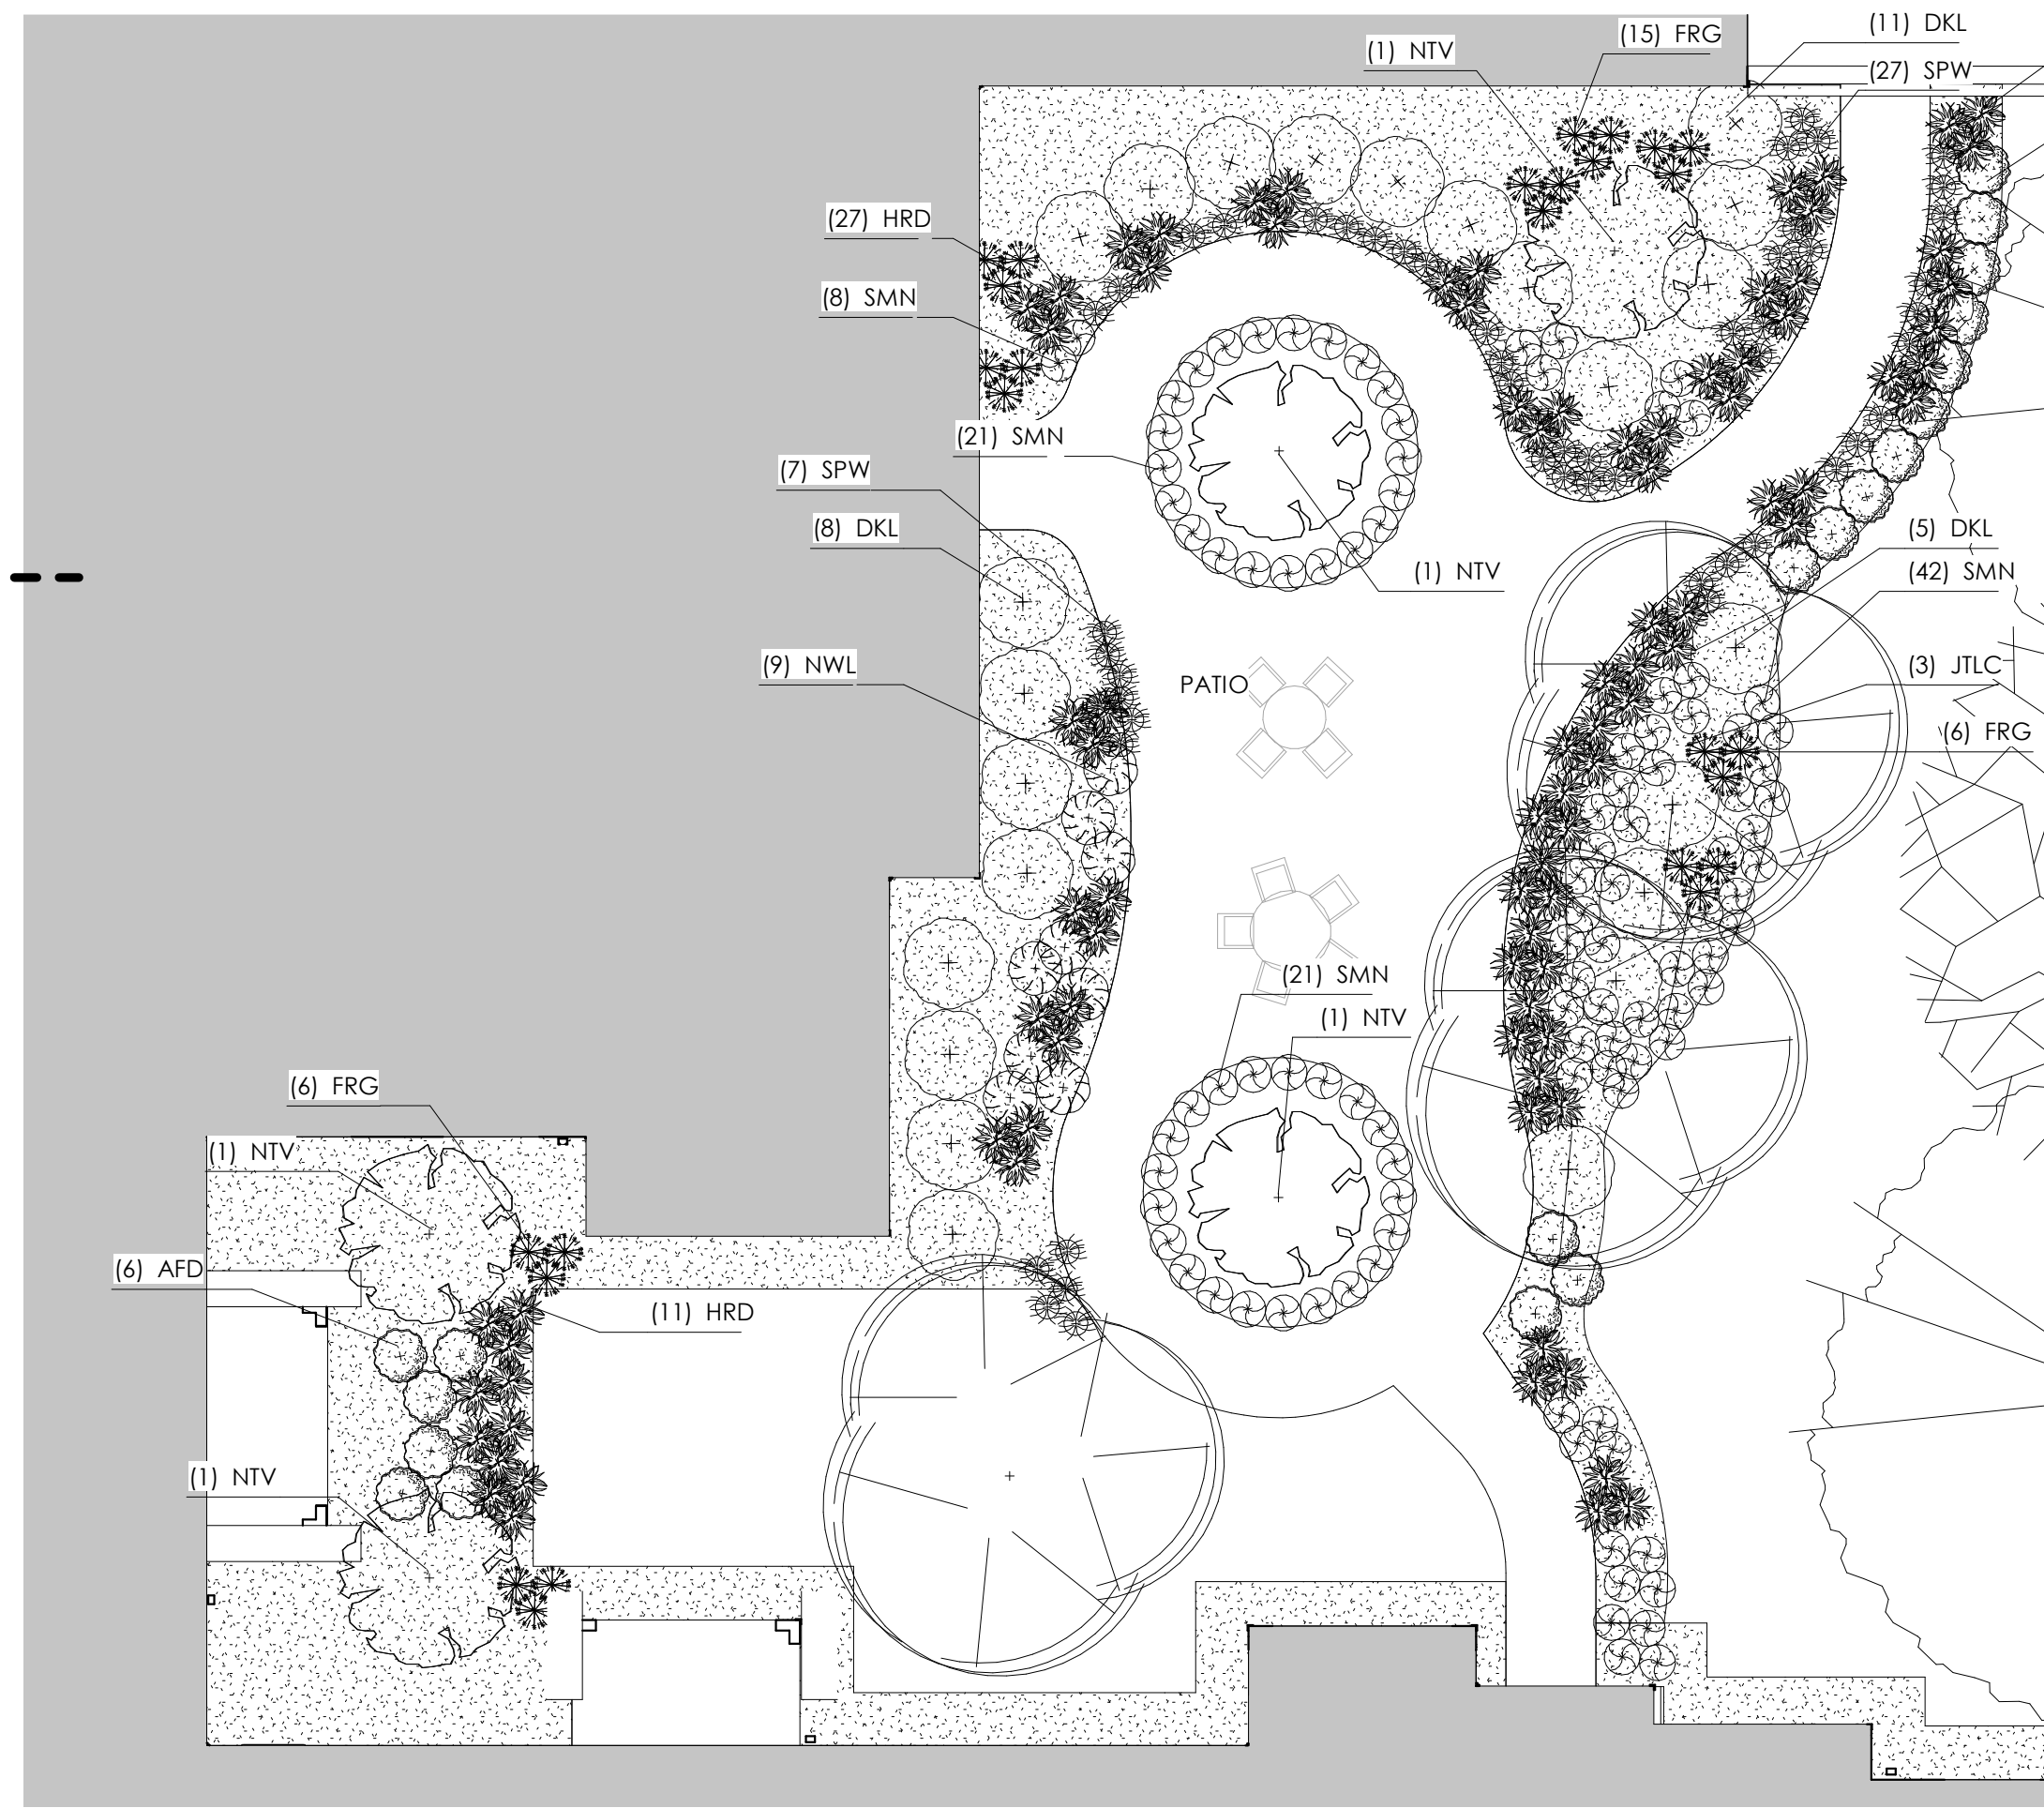 (11) DKL
(15) FRG
(1) NTV
(27) SPW
(27) HRD
(8) SMN
(21) SMN
(7) SPW
(8) DKL
(5) DKL
(1) NTV
(42) SMN
(9) NWL
(3) JTLC
PATIO
(6) FRG
(21) SMN
(1) NTV
(6) FRG
(1) NTV
(6) AFD
(11) HRD
(1) NTV